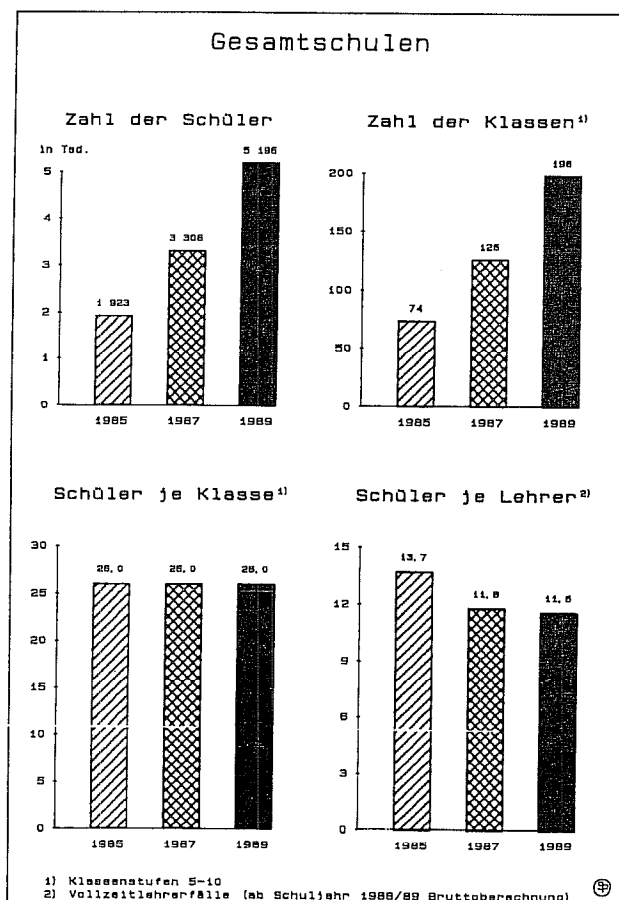 Gesamtschulen
Zahl der Schüler
Zahl der Klassen¹⁾
in Tsd.
5 196
5
4
3
2
1
0
1 923
1985 1987 1989
200
150
100
50
0
74
1985 1987 1989
Schüler je Klasse¹⁾
Schüler je Lehrer²⁾
30
25
20
15
10
5
0
26,0 26,0 26,0
1985 1987 1989
15
12
9
6
3
0
13,7 11,8 11,6
1985 1987 1989
1) Klassenstufen 5-10
2) Vollzeitlehrerfälle (ab Schuljahr 1988/89 Bruttoberechnung)